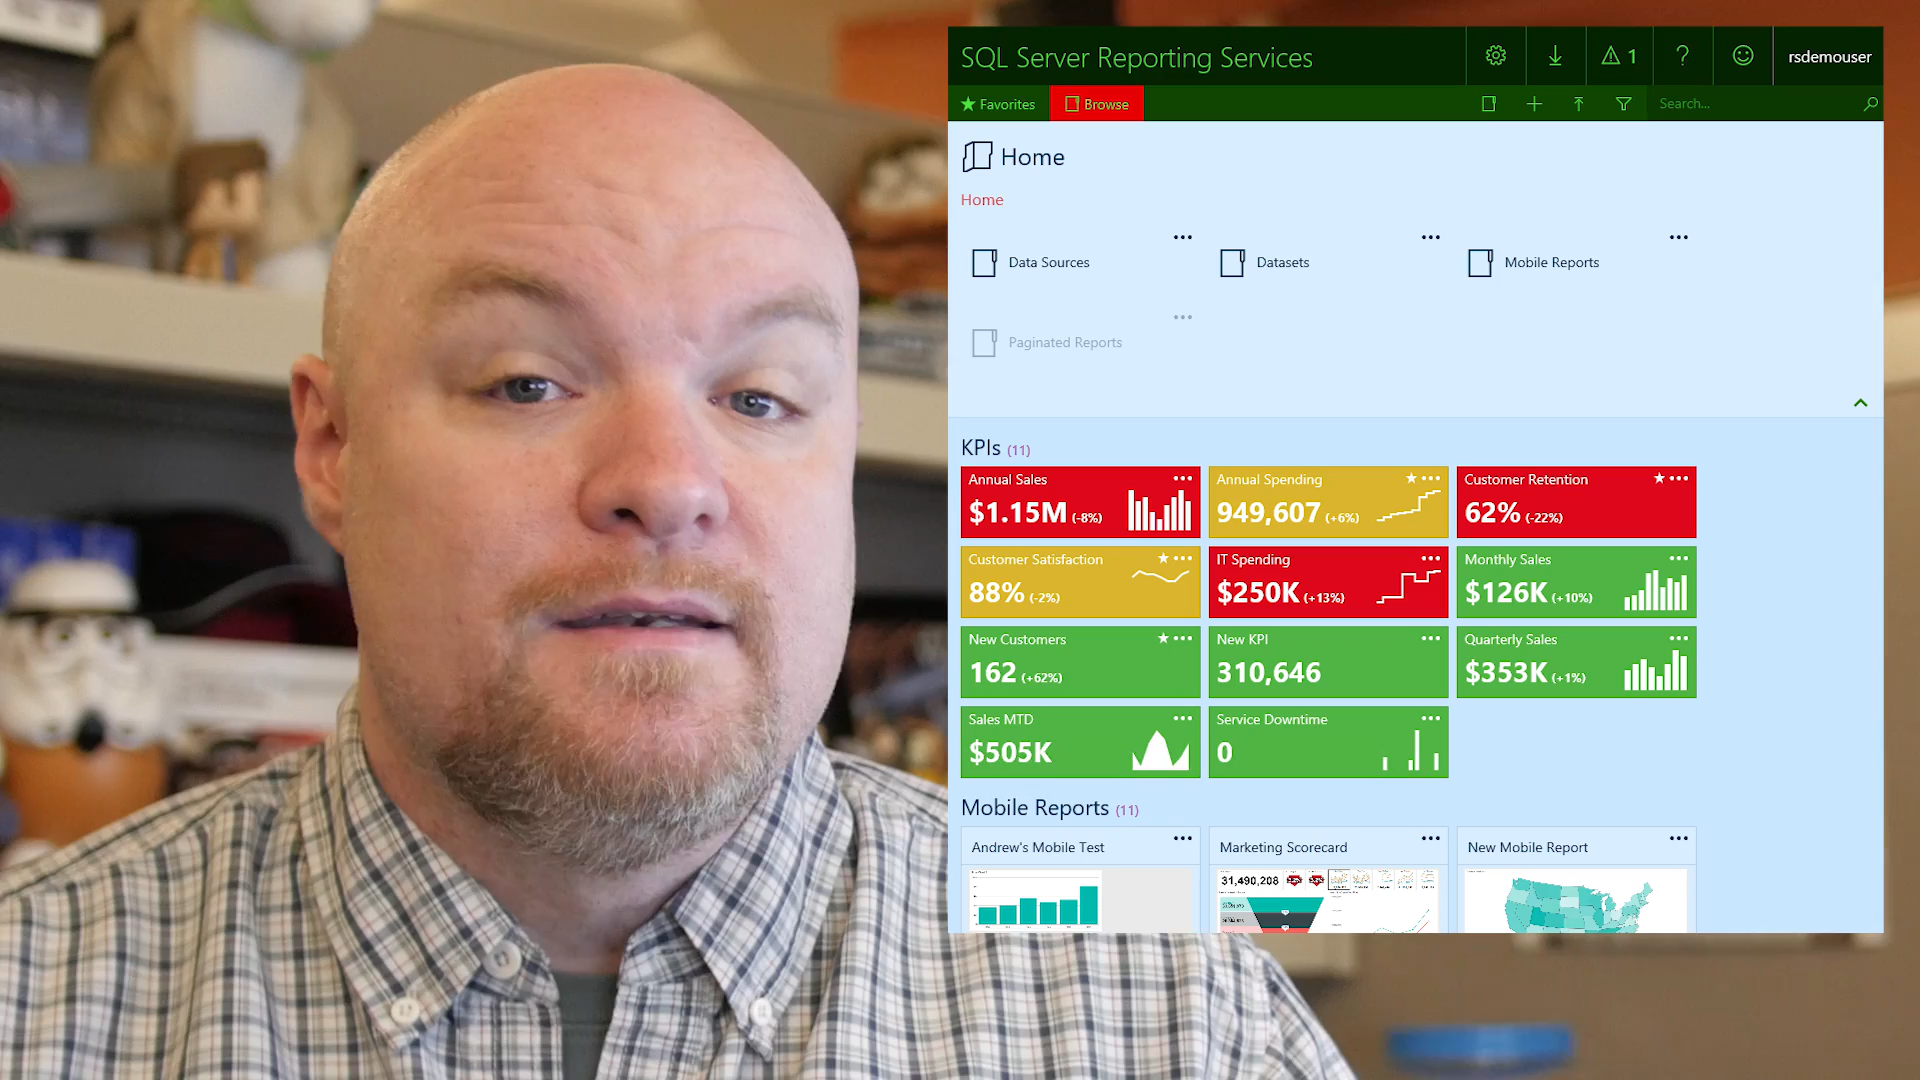 SQL Server Reporting Services
1
?
rsdemouser
Favorites
Browse
Search...
Home
Home
Data Sources
Datasets
Mobile Reports
Paginated Reports
KPIs (11)
Annual Sales
$1.15M (-8%)
Annual Spending
949,607 (+6%)
Customer Retention
62% (-22%)
Customer Satisfaction
88% (-2%)
IT Spending
$250K (+13%)
Monthly Sales
$126K (+10%)
New Customers
162 (+62%)
New KPI
310,646
Quarterly Sales
$353K (+1%)
Sales MTD
$505K
Service Downtime
0
Mobile Reports (11)
Andrew's Mobile Test
Marketing Scorecard
New Mobile Report
31,490,208